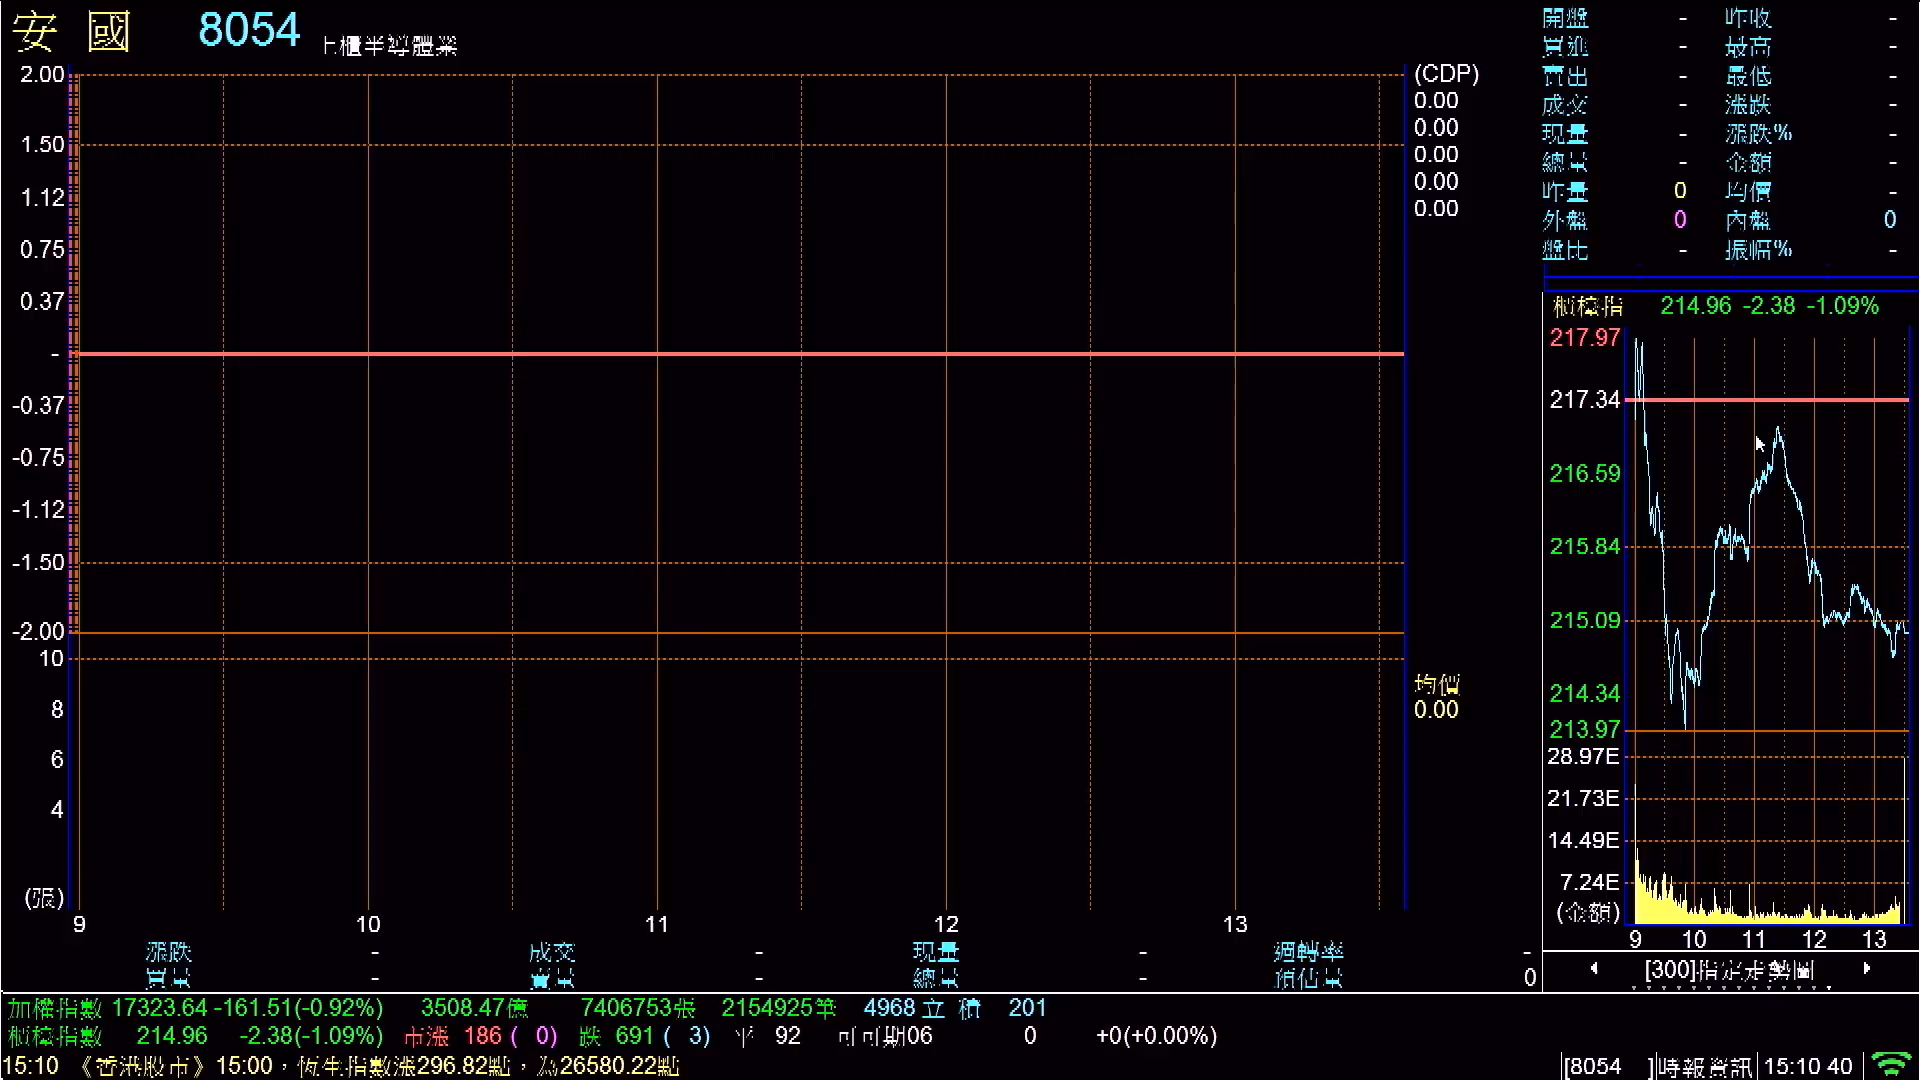 安 國 8054 上櫃半導體業
2.00
1.50
1.12
0.75
0.37
-
-0.37
-0.75
-1.12
-1.50
-2.00
10
8
6
4
(張)
9 10 11 12 13
(CDP)
0.00
0.00
0.00
0.00
0.00
均價
0.00
開盤 - 昨收 -
買進 - 最高 -
賣出 - 最低 -
成交 - 漲跌 -
現量 - 漲跌% -
總量 - 金額 -
昨量 0 均價 -
外盤 0 內盤 0
盤比 - 振幅% -
櫃檯指 214.96 -2.38 -1.09%
217.97
217.34
216.59
215.84
215.09
214.34
213.97
28.97E
21.73E
14.49E
7.24E
(金額)
9 10 11 12 13
[300]指定走勢圖
漲跌 - 成交 - 現量 - 週轉率 -
買量 - 賣量 - 總量 預估量 0
加權指數 17323.64 -161.51(-0.92%) 3508.47億 7406753張 2154925筆 4968 立 積 201
櫃檯指數 214.96 -2.38(-1.09%) 市漲 186 ( 0) 跌 691 ( 3) 平 92 可可期06 0 +0(+0.00%)
15:10 《香港股市》15:00，恆生指數漲296.82點，為26580.22點
[8054 ]時報資訊 15:10 40